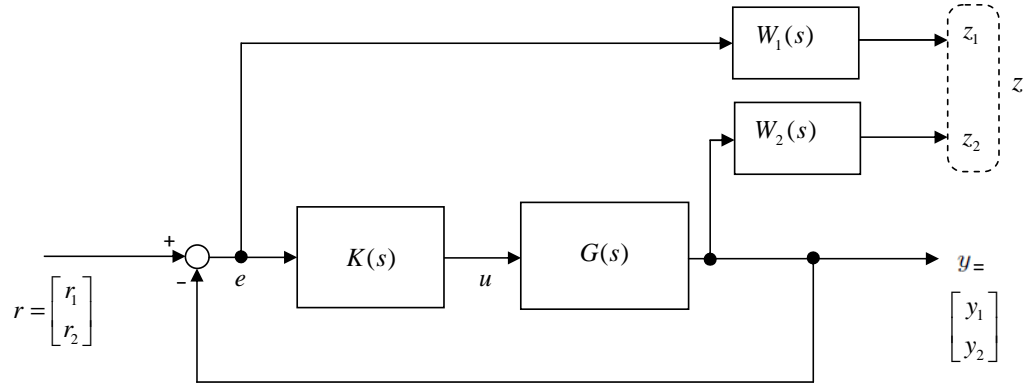 W₁(s)
z₁
z
W₂(s)
z₂
+
K(s)
G(s)
−
e
u
y =
r = [r₁
r₂]
[y₁
y₂]